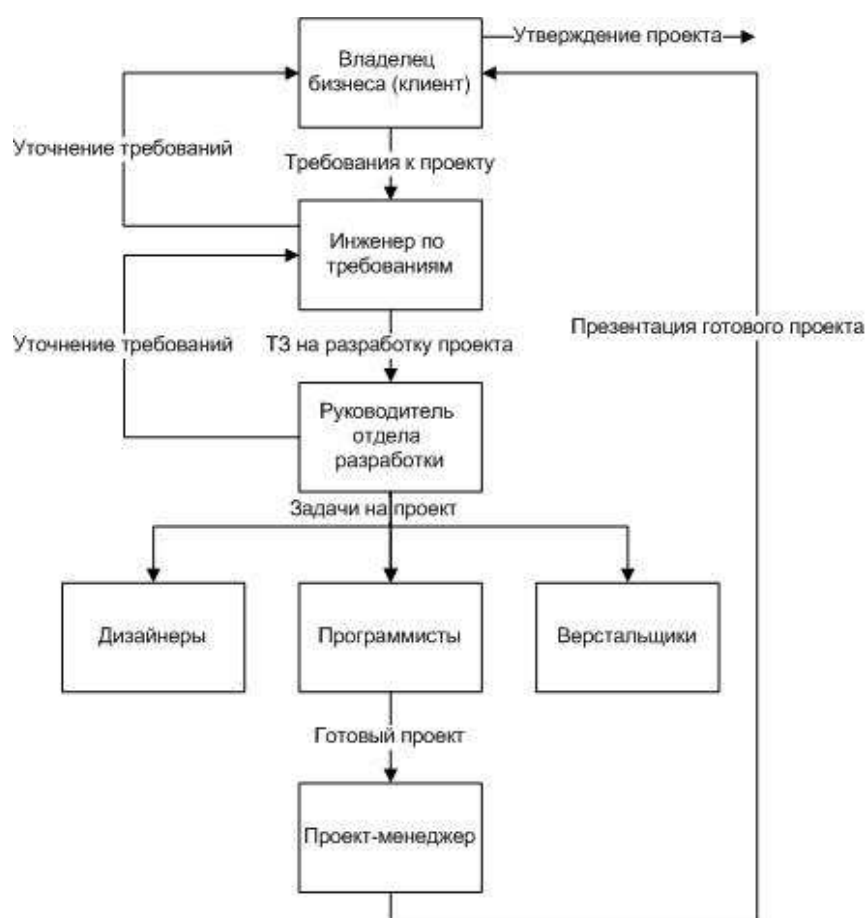 Утверждение проекта
Владелец
бизнеса (клиент)
Уточнение требований
Требования к проекту
Инженер по
требованиям
Презентация готового проекта
Уточнение требований
ТЗ на разработку проекта
Руководитель
отдела
разработки
Задачи на проект
Дизайнеры
Программисты
Верстальщики
Готовый проект
Проект-менеджер